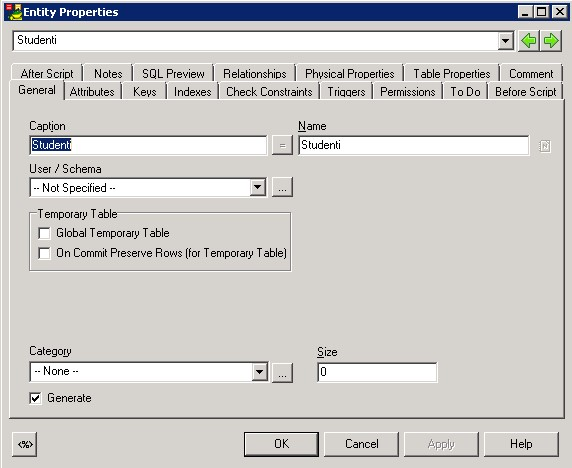 Entity Properties
Studenti
After Script Notes SQL Preview Relationships Physical Properties Table Properties Comment
General Attributes Keys Indexes Check Constraints Triggers Permissions To Do Before Script
Caption Name
Studenti = Studenti
User / Schema
-- Not Specified -- ...
Temporary Table
Global Temporary Table
On Commit Preserve Rows (for Temporary Table)
Category Size
-- None -- ... 0
Generate
<%> OK Cancel Apply Help